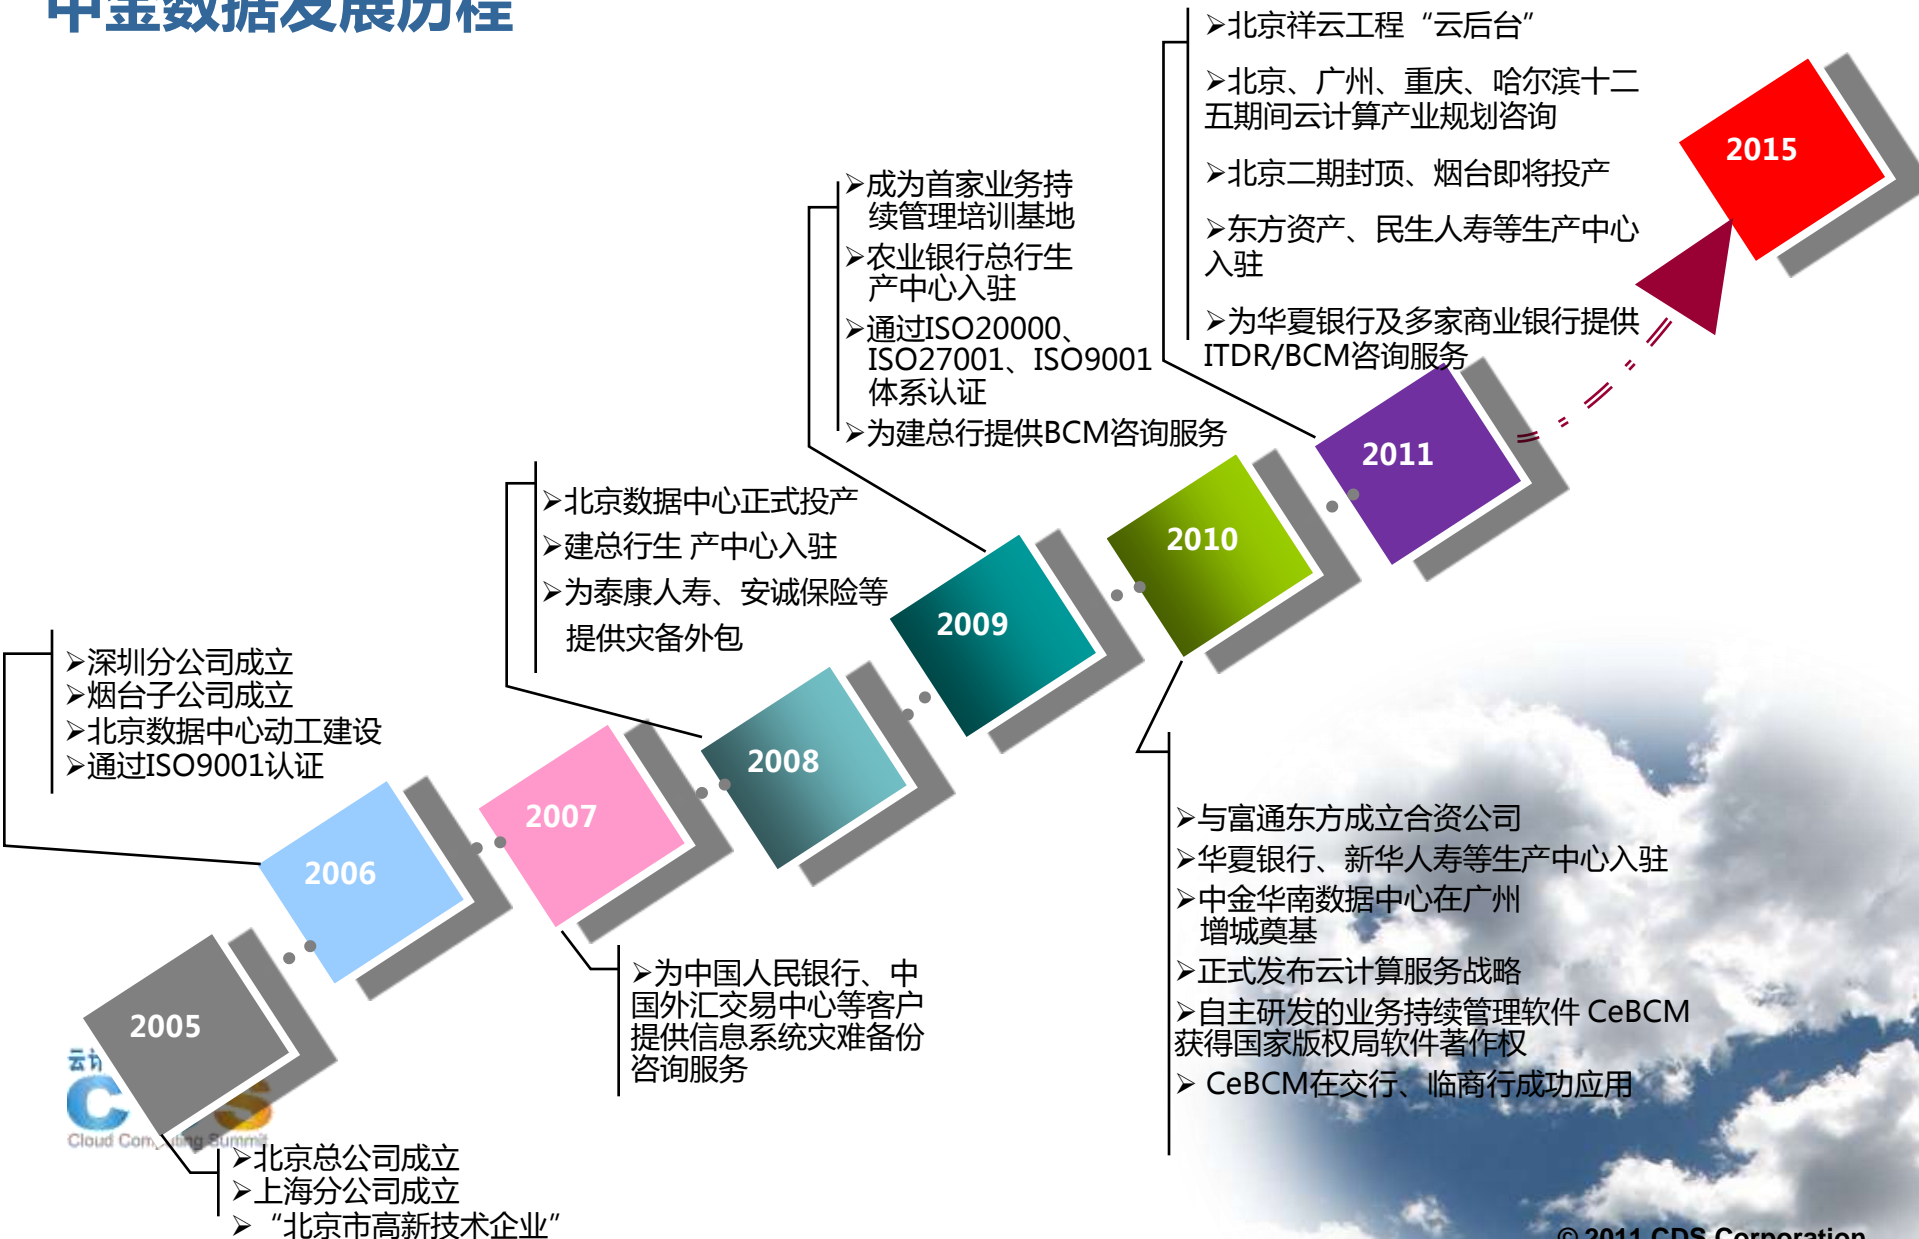 中金数据发展历程
➢北京祥云工程“云后台”
➢北京、广州、重庆、哈尔滨十二
五期间云计算产业规划咨询
➢北京二期封顶、烟台即将投产
➢东方资产、民生人寿等生产中心
入驻
➢为华夏银行及多家商业银行提供
ITDR/BCM咨询服务
2015
➢成为首家业务持
续管理培训基地
➢农业银行总行生
产中心入驻
➢通过ISO20000、
ISO27001、ISO9001
体系认证
➢为建总行提供BCM咨询服务
2011
➢北京数据中心正式投产
➢建总行生 产中心入驻
➢为泰康人寿、安诚保险等
提供灾备外包
2010
2009
➢深圳分公司成立
➢烟台子公司成立
➢北京数据中心动工建设
➢通过ISO9001认证
2008
2007
2006
➢与富通东方成立合资公司
➢华夏银行、新华人寿等生产中心入驻
➢中金华南数据中心在广州
增城奠基
➢正式发布云计算服务战略
➢自主研发的业务持续管理软件 CeBCM
获得国家版权局软件著作权
➢ CeBCM在交行、临商行成功应用
➢为中国人民银行、中
国外汇交易中心等客户
提供信息系统灾难备份
咨询服务
2005
Cloud Computing Summit
➢北京总公司成立
➢上海分公司成立
➢“北京市高新技术企业”
© 2011 CDS Corporation